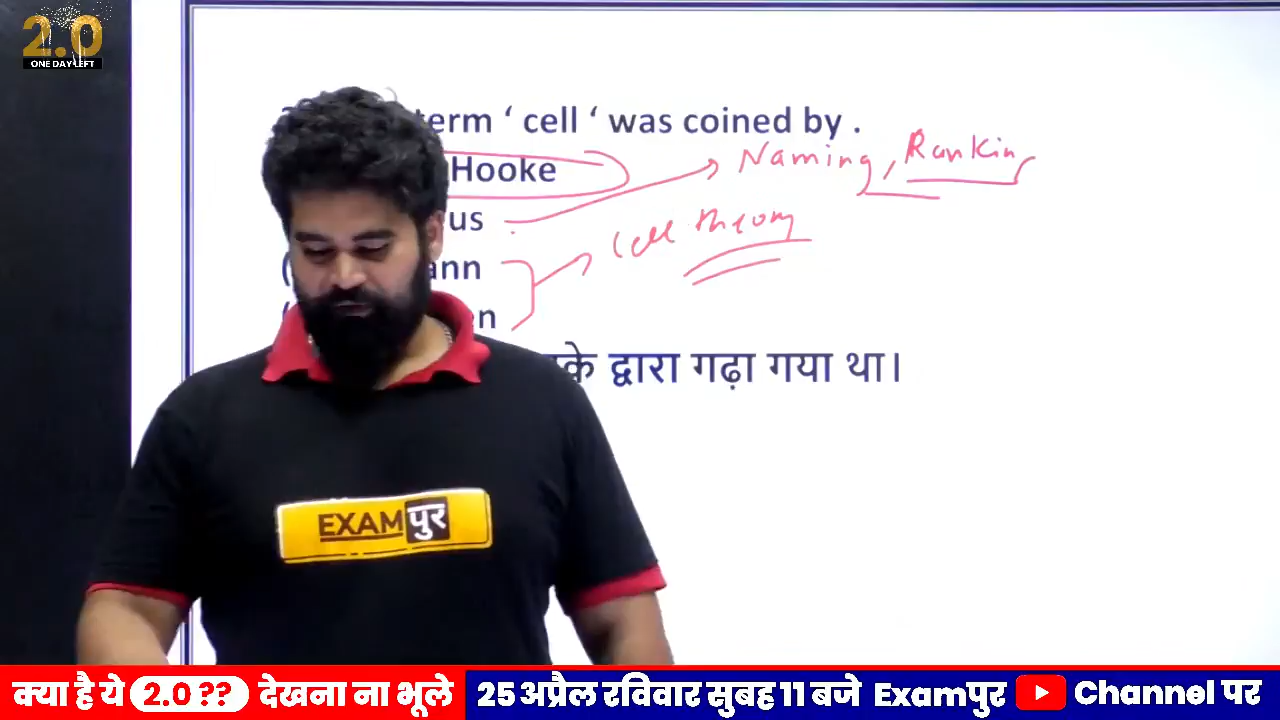 2.0
ONE DAY LEFT
term ‘ cell ‘ was coined by .
Hooke
Naming, Rankin
us
Cell theory
ann
n
के द्वारा गढ़ा गया था।
EXAMपुर
क्या है ये 2.0 ?? देखना ना भूले 25 अप्रैल रविवार सुबह 11 बजे Examपुर Channel पर